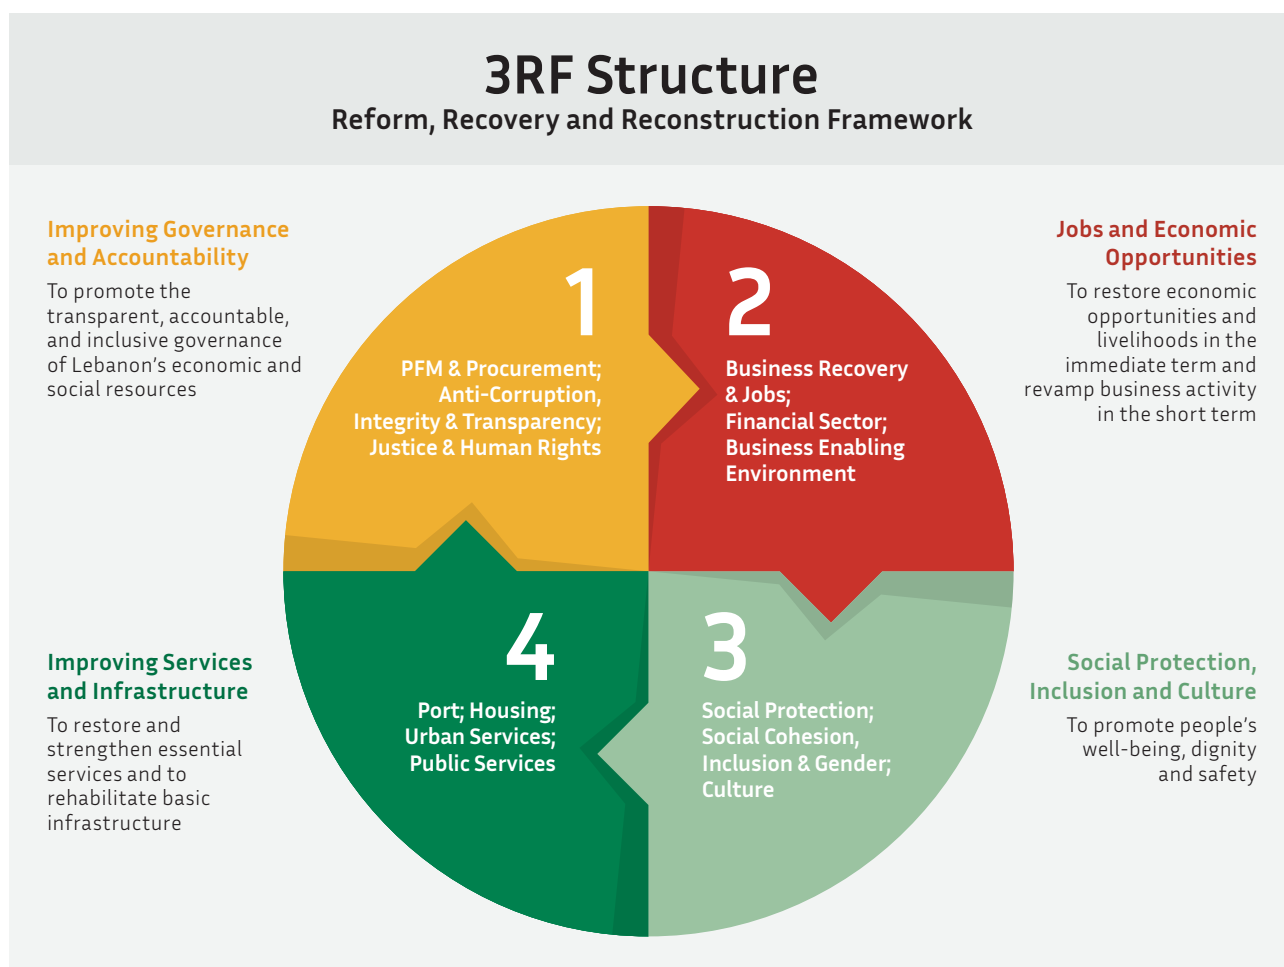 3RF Structure
Reform, Recovery and Reconstruction Framework
Improving Governance
and Accountability
To promote the
transparent, accountable,
and inclusive governance
of Lebanon’s economic and
social resources
1
PFM & Procurement;
Anti-Corruption,
Integrity & Transparency;
Justice & Human Rights
2
Business Recovery
& Jobs;
Financial Sector;
Business Enabling
Environment
Jobs and Economic
Opportunities
To restore economic
opportunities and
livelihoods in the
immediate term and
revamp business activity
in the short term
Improving Services
and Infrastructure
To restore and
strengthen essential
services and to
rehabilitate basic
infrastructure
4
Port; Housing;
Urban Services;
Public Services
3
Social Protection;
Social Cohesion,
Inclusion & Gender;
Culture
Social Protection,
Inclusion and Culture
To promote people’s
well-being, dignity
and safety